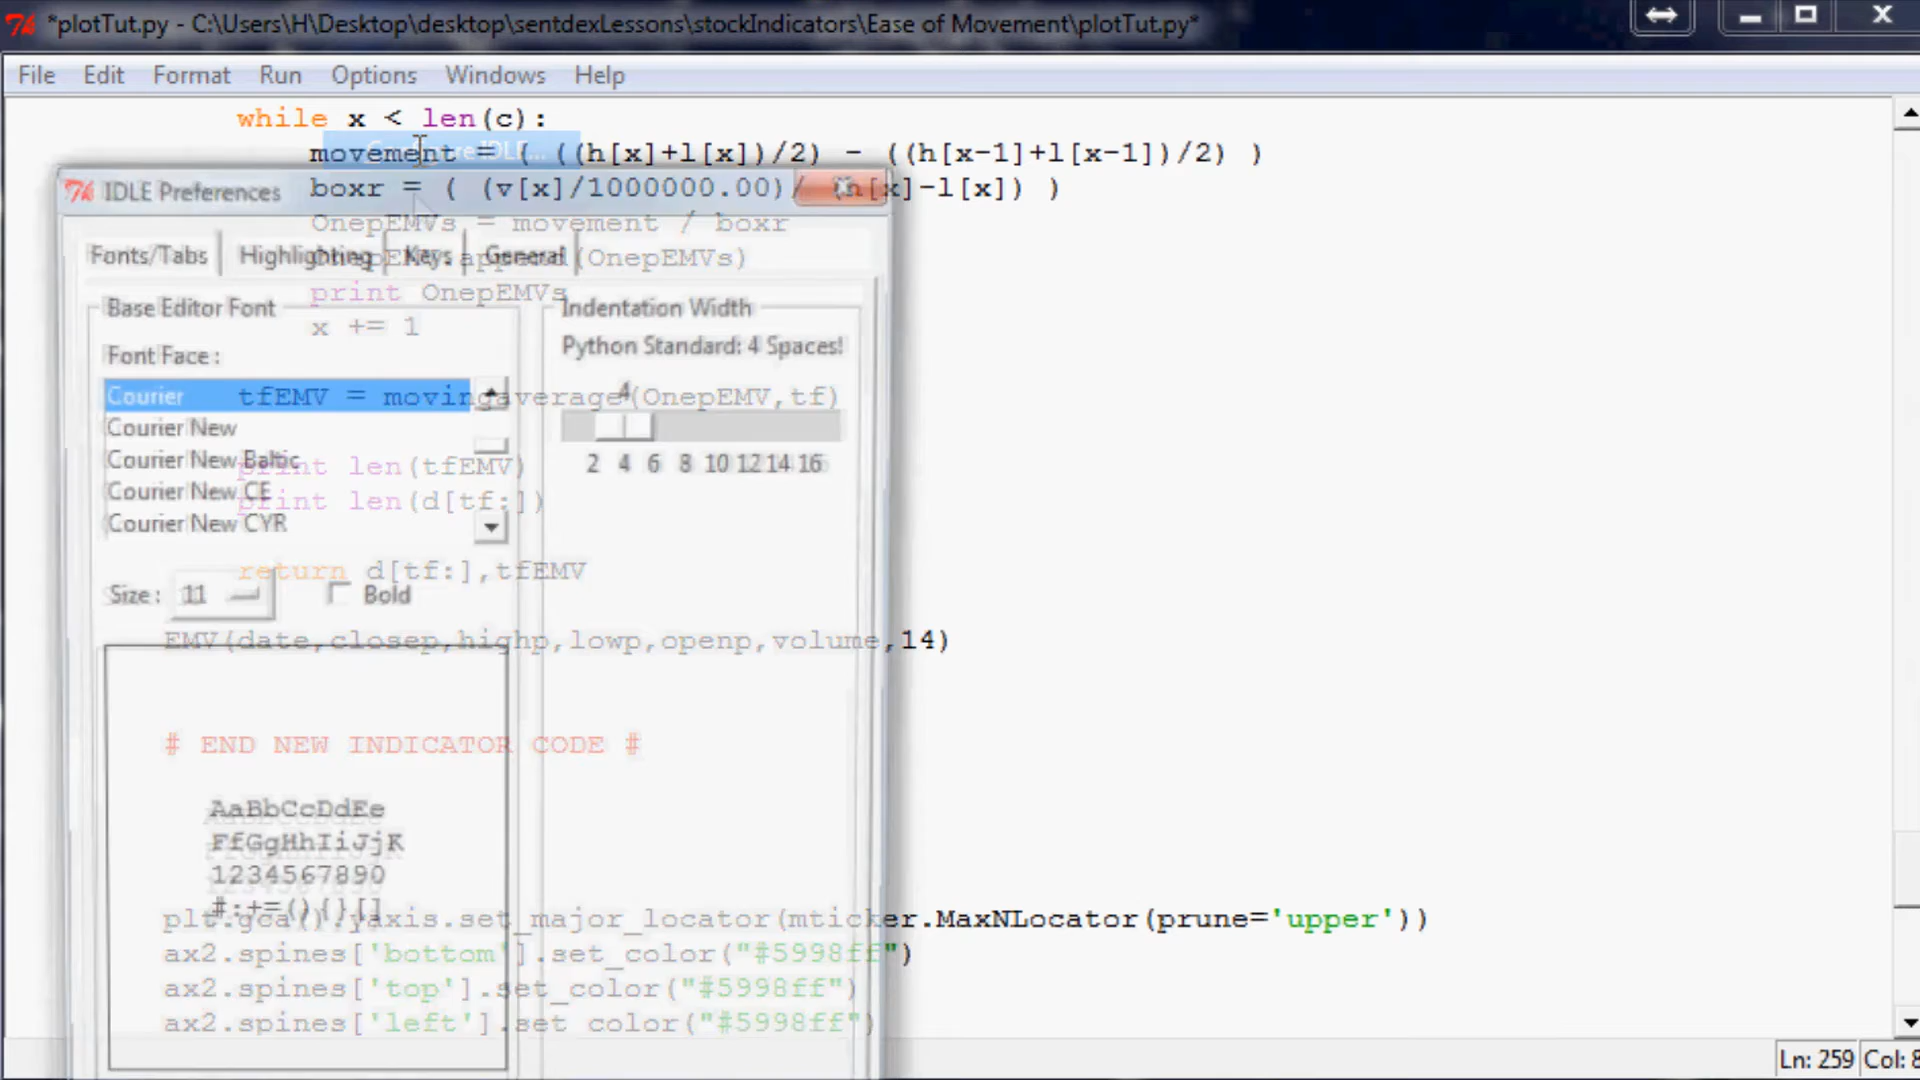 *plotTut.py - C:\Users\H\Desktop\desktop\sentdexLessons\stockIndicators\Ease of Movement\plotTut.py*
File Edit Format Run Options Windows Help
while x < len(c):
movement = ( ((h[x]+l[x])/2) - ((h[x-1]+l[x-1])/2) )
boxr = ( (v[x]/1000000.00)/ (h[x]-l[x]) )
OnepEMVs = movement / boxr
OnepEMV.append(OnepEMVs)
print OnepEMVs
x += 1
tfEMV = movingaverage(OnepEMV,tf)
print len(tfEMV)
print len(d[tf:])
return d[tf:],tfEMV
EMV(date,closep,highp,lowp,openp,volume,14)
# END NEW INDICATOR CODE #
plt.gca().yaxis.set_major_locator(mticker.MaxNLocator(prune='upper'))
ax2.spines['bottom'].set_color("#5998ff")
ax2.spines['top'].set_color("#5998ff")
ax2.spines['left'].set_color("#5998ff")
Configure IDLE...
IDLE Preferences
Fonts/Tabs Highlighting Keys General
Base Editor Font
Font Face :
Courier
Courier New
Courier New Baltic
Courier New CE
Courier New CYR
Size : 11 Bold
AaBbCcDdEe
FfGgHhIiJjK
1234567890
#:+=(){}[]
Indentation Width
Python Standard: 4 Spaces!
4
2 4 6 8 10 12 14 16
Ln: 259 Col: 8